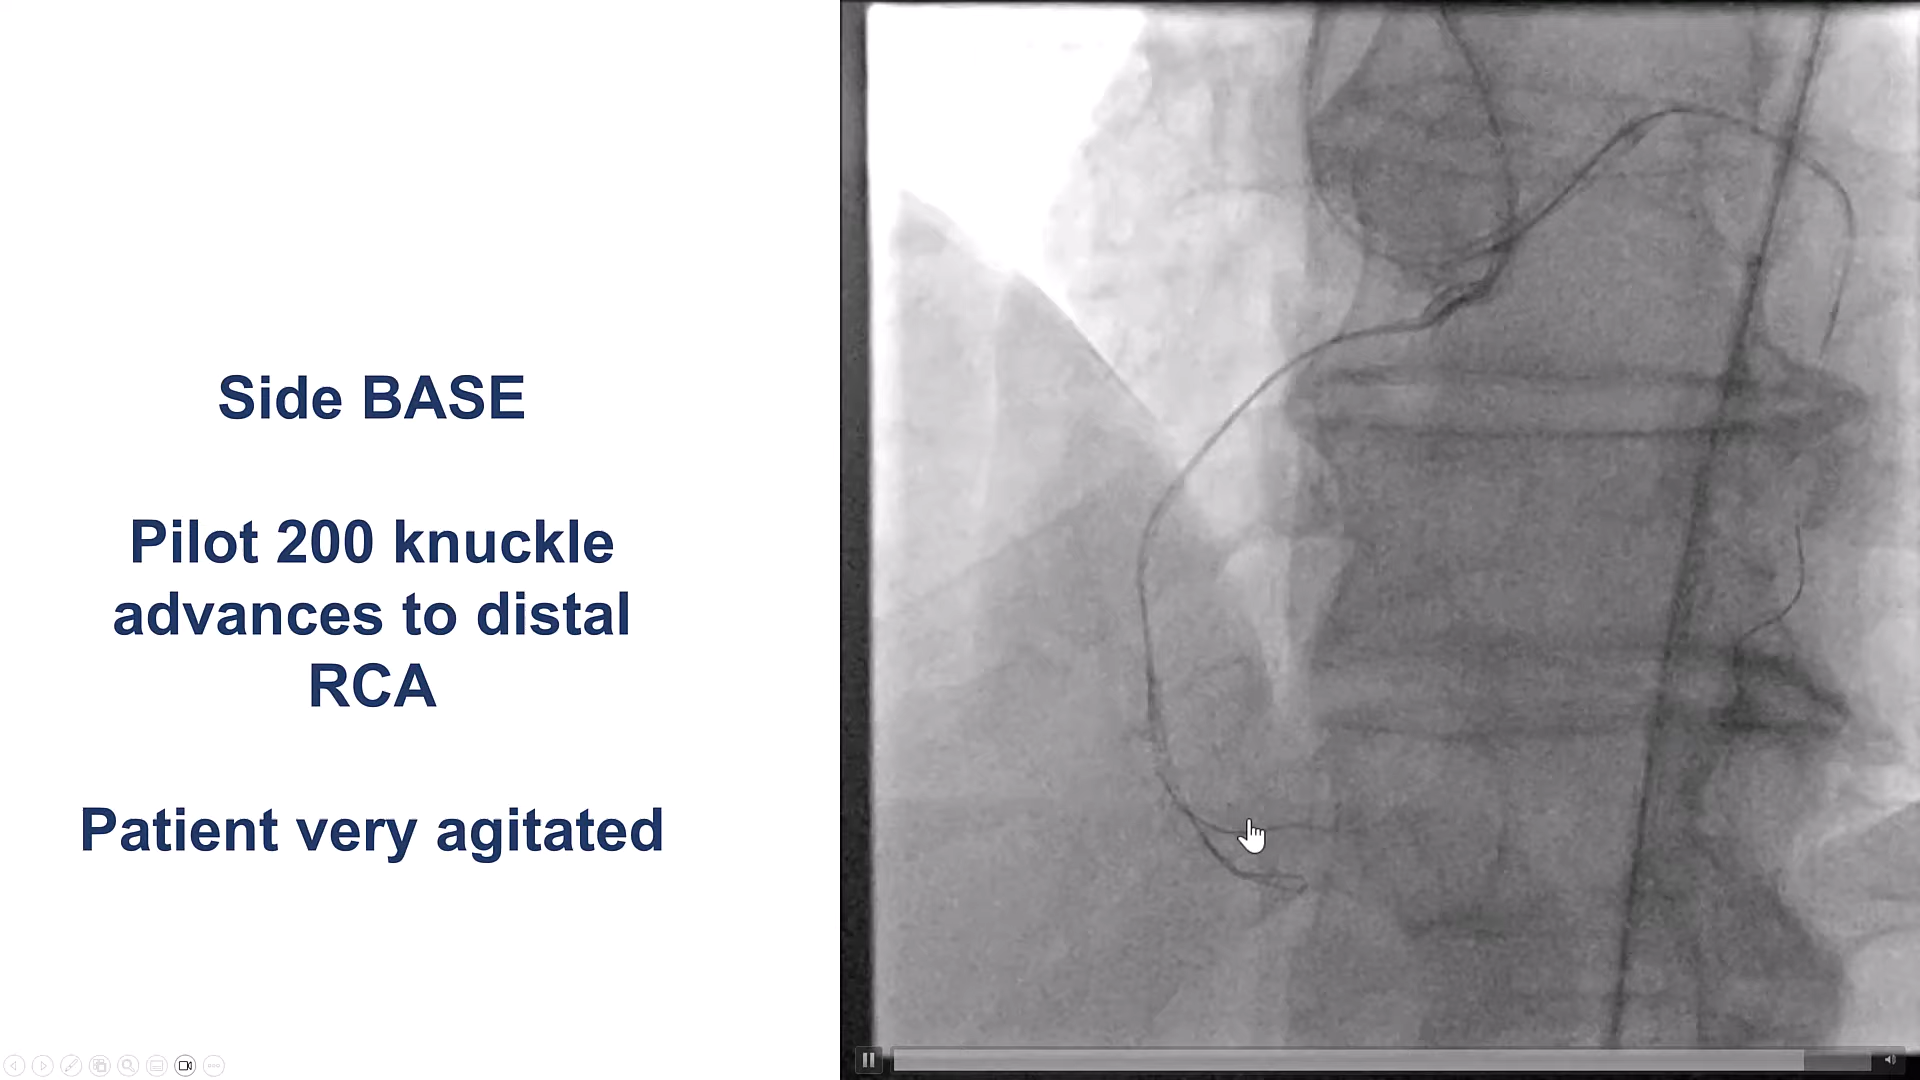 Side BASE
Pilot 200 knuckle
advances to distal
RCA
Patient very agitated